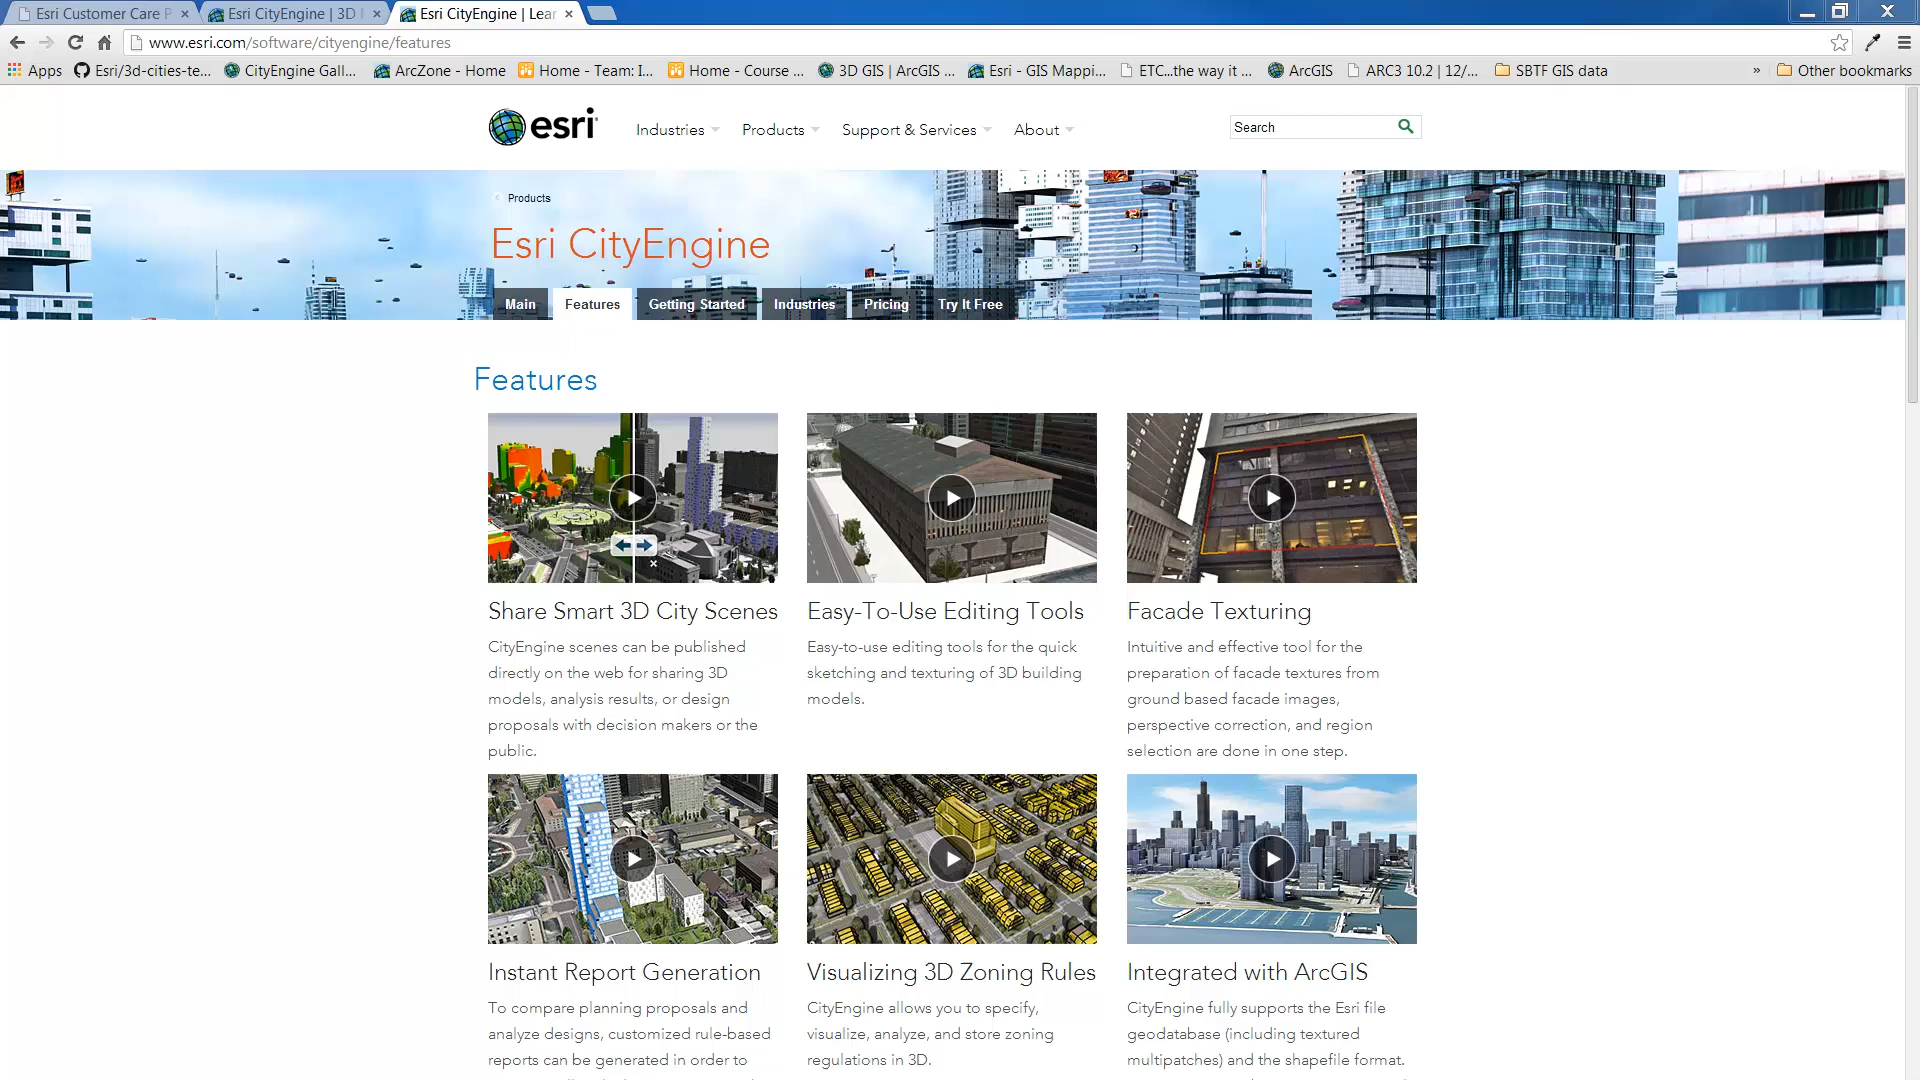 Esri Customer Care P
Esri CityEngine | 3D
Esri CityEngine | Lear
www.esri.com/software/cityengine/features
Apps
Esri/3d-cities-te...
CityEngine Gall...
ArcZone - Home
Home - Team: I...
Home - Course ...
3D GIS | ArcGIS ...
Esri - GIS Mappi...
ETC...the way it ...
ArcGIS
ARC3 10.2 | 12/...
SBTF GIS data
»
Other bookmarks
esri
Industries
Products
Support & Services
About
Search
Products
Esri CityEngine
Main
Features
Getting Started
Industries
Pricing
Try It Free
Features
Share Smart 3D City Scenes
CityEngine scenes can be published
directly on the web for sharing 3D
models, analysis results, or design
proposals with decision makers or the
public.
Easy-To-Use Editing Tools
Easy-to-use editing tools for the quick
sketching and texturing of 3D building
models.
Facade Texturing
Intuitive and effective tool for the
preparation of facade textures from
ground based facade images,
perspective correction, and region
selection are done in one step.
Instant Report Generation
To compare planning proposals and
analyze designs, customized rule-based
reports can be generated in order to
Visualizing 3D Zoning Rules
CityEngine allows you to specify,
visualize, analyze, and store zoning
regulations in 3D.
Integrated with ArcGIS
CityEngine fully supports the Esri file
geodatabase (including textured
multipatches) and the shapefile format.